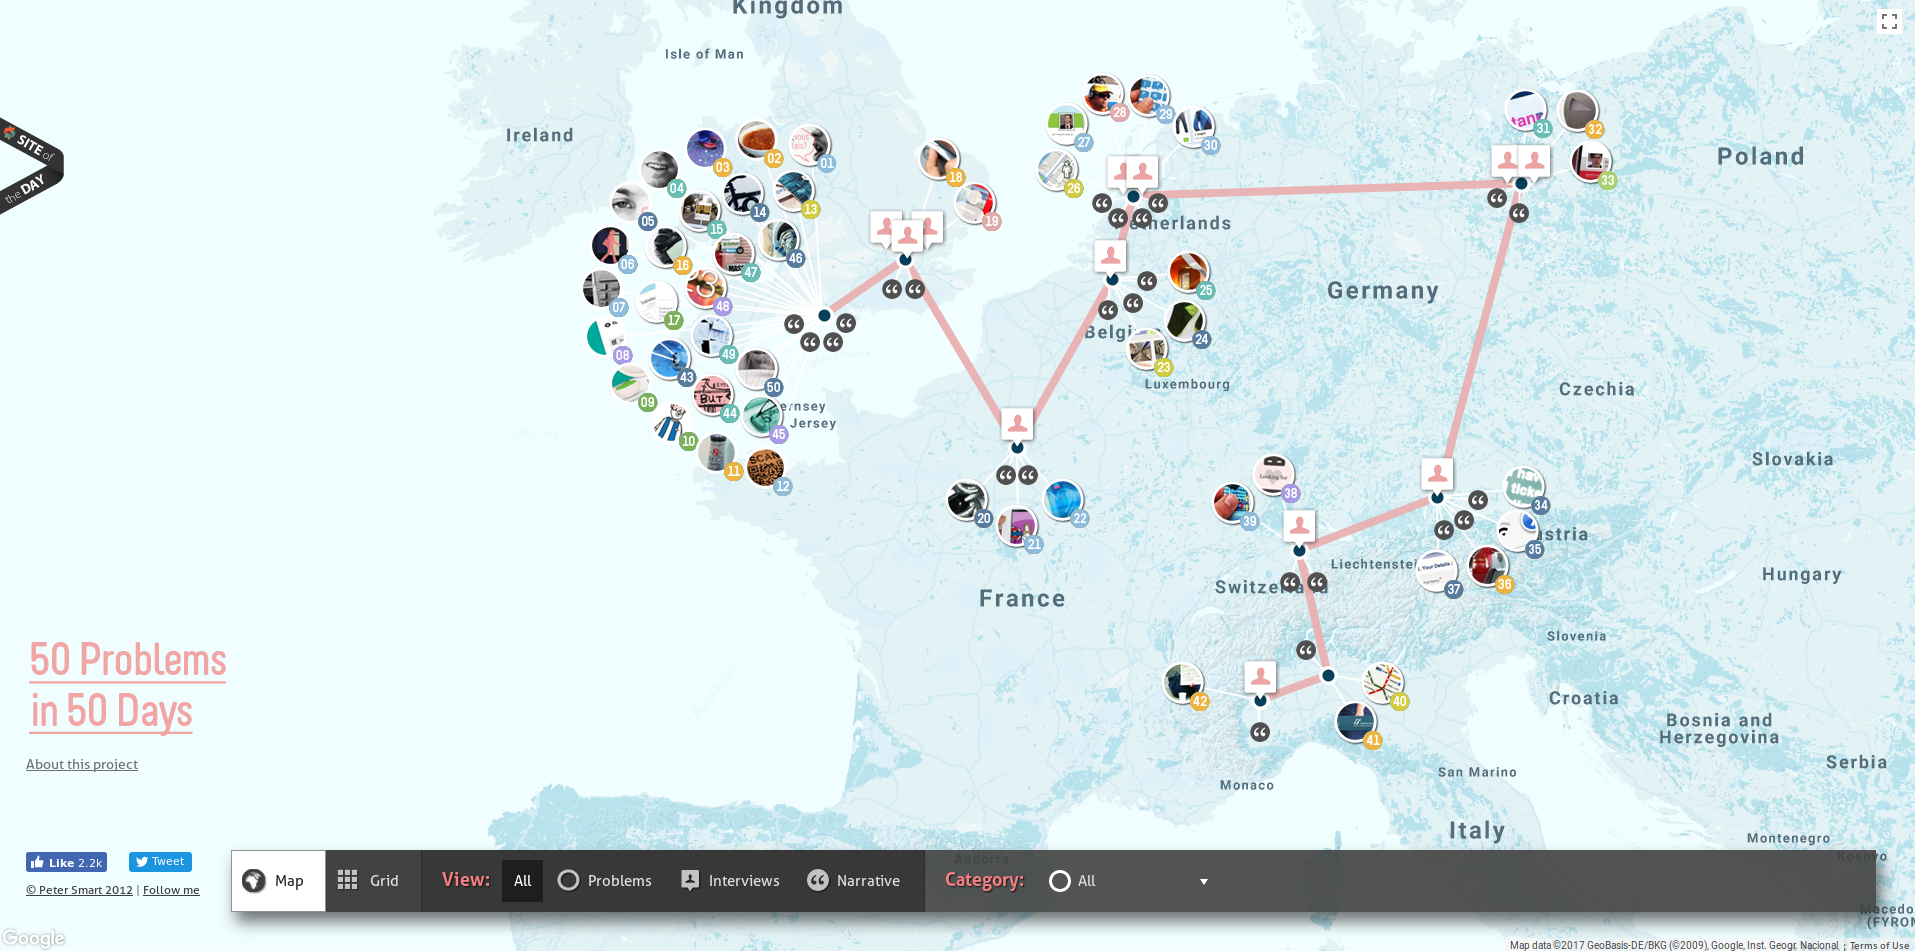 Kingdom
Isle of Man
Ireland
SITE of
the DAY
Poland
Netherlands
Germany
Luxembourg
Czechia
Jersey
Slovakia
France
Liechtenstei
Switzerland
Hungary
Slovenia
Croatia
Bosnia and
Herzegovina
Serbia
San Marino
Monaco
Italy
Montenegro
Kosovo
Andorra
01
02
03
04
05
06
07
08
09
10
11
12
13
14
15
16
17
18
19
20
21
22
23
24
25
26
27
28
29
30
31
32
33
34
35
36
37
38
39
40
41
42
43
44
45
46
47
48
49
50
50 Problems
in 50 Days
About this project
Like 2.2k
Tweet
© Peter Smart 2012 | Follow me
Map
Grid
View:
All
Problems
Interviews
Narrative
Category:
All
Google
Map data ©2017 GeoBasis-DE/BKG (©2009), Google, Inst. Geogr. Nacional
Terms of Use